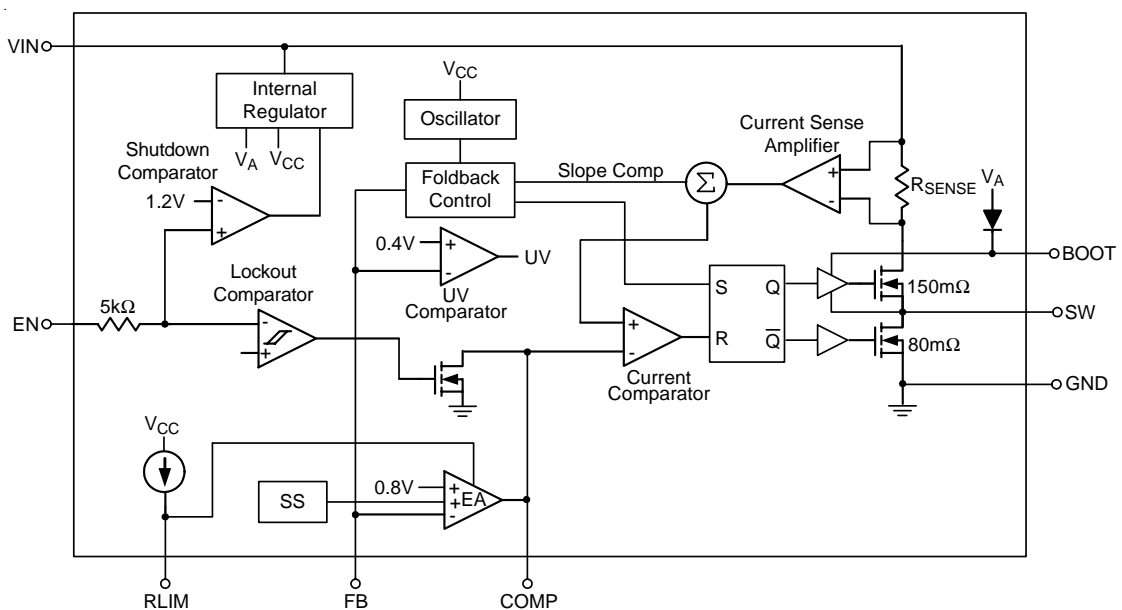 VIN
Internal
Regulator
VA
VCC
Shutdown
Comparator
1.2V
-
+
VCC
Oscillator
Foldback
Control
Slope Comp
Σ
Current Sense
Amplifier
+
-
RSENSE
VA
BOOT
0.4V
+
-
UV
UV
Comparator
Lockout
Comparator
-
+
5kΩ
EN
S
Q
R
Q
150mΩ
SW
80mΩ
GND
+
-
Current
Comparator
VCC
SS
0.8V
+
+
-
EA
RLIM
FB
COMP